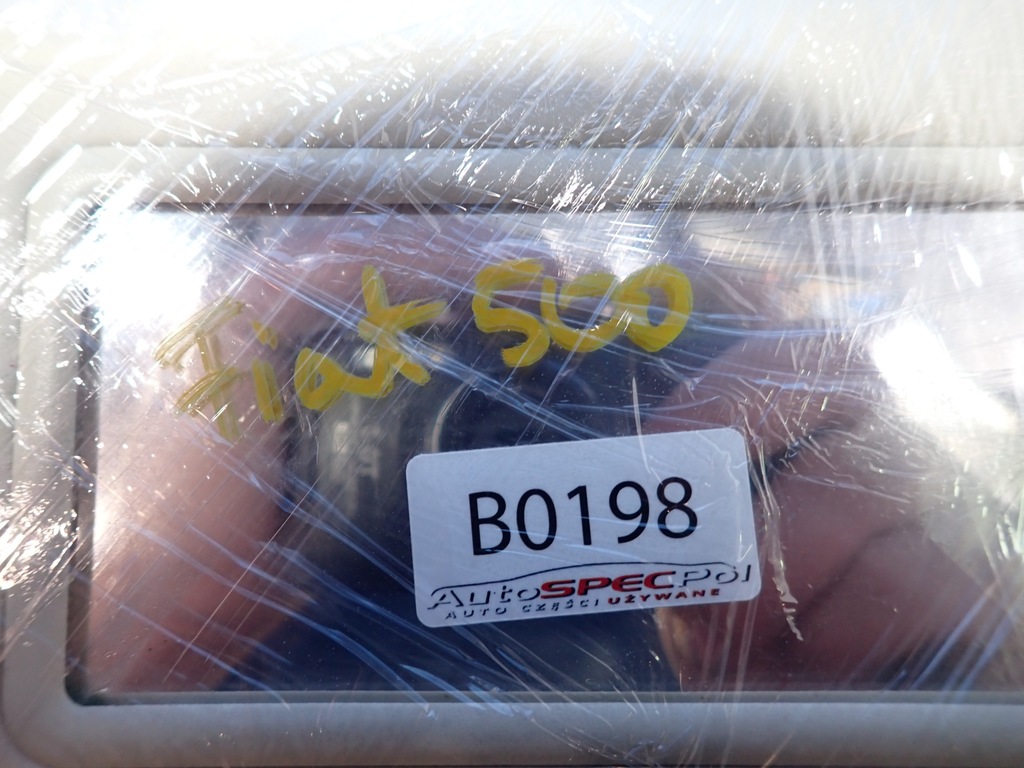 Fiat 500
B0198
AutoSPECPol
AUTO CZĘŚCI UŻYWANE